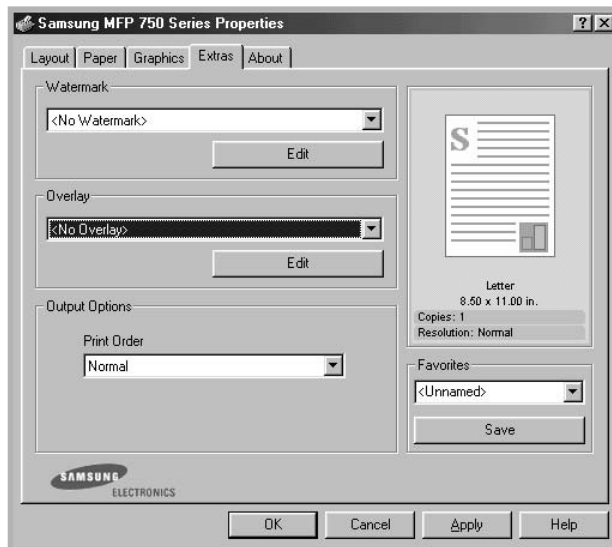 Samsung MFP 750 Series Properties
Layout Paper Graphics Extras About
Watermark
<No Watermark>
Edit
Overlay
<No Overlay>
Edit
Output Options
Print Order
Normal
S
Letter
8.50 x 11.00 in.
Copies: 1
Resolution: Normal
Favorites
<Unnamed>
Save
SAMSUNG
ELECTRONICS
OK Cancel Apply Help